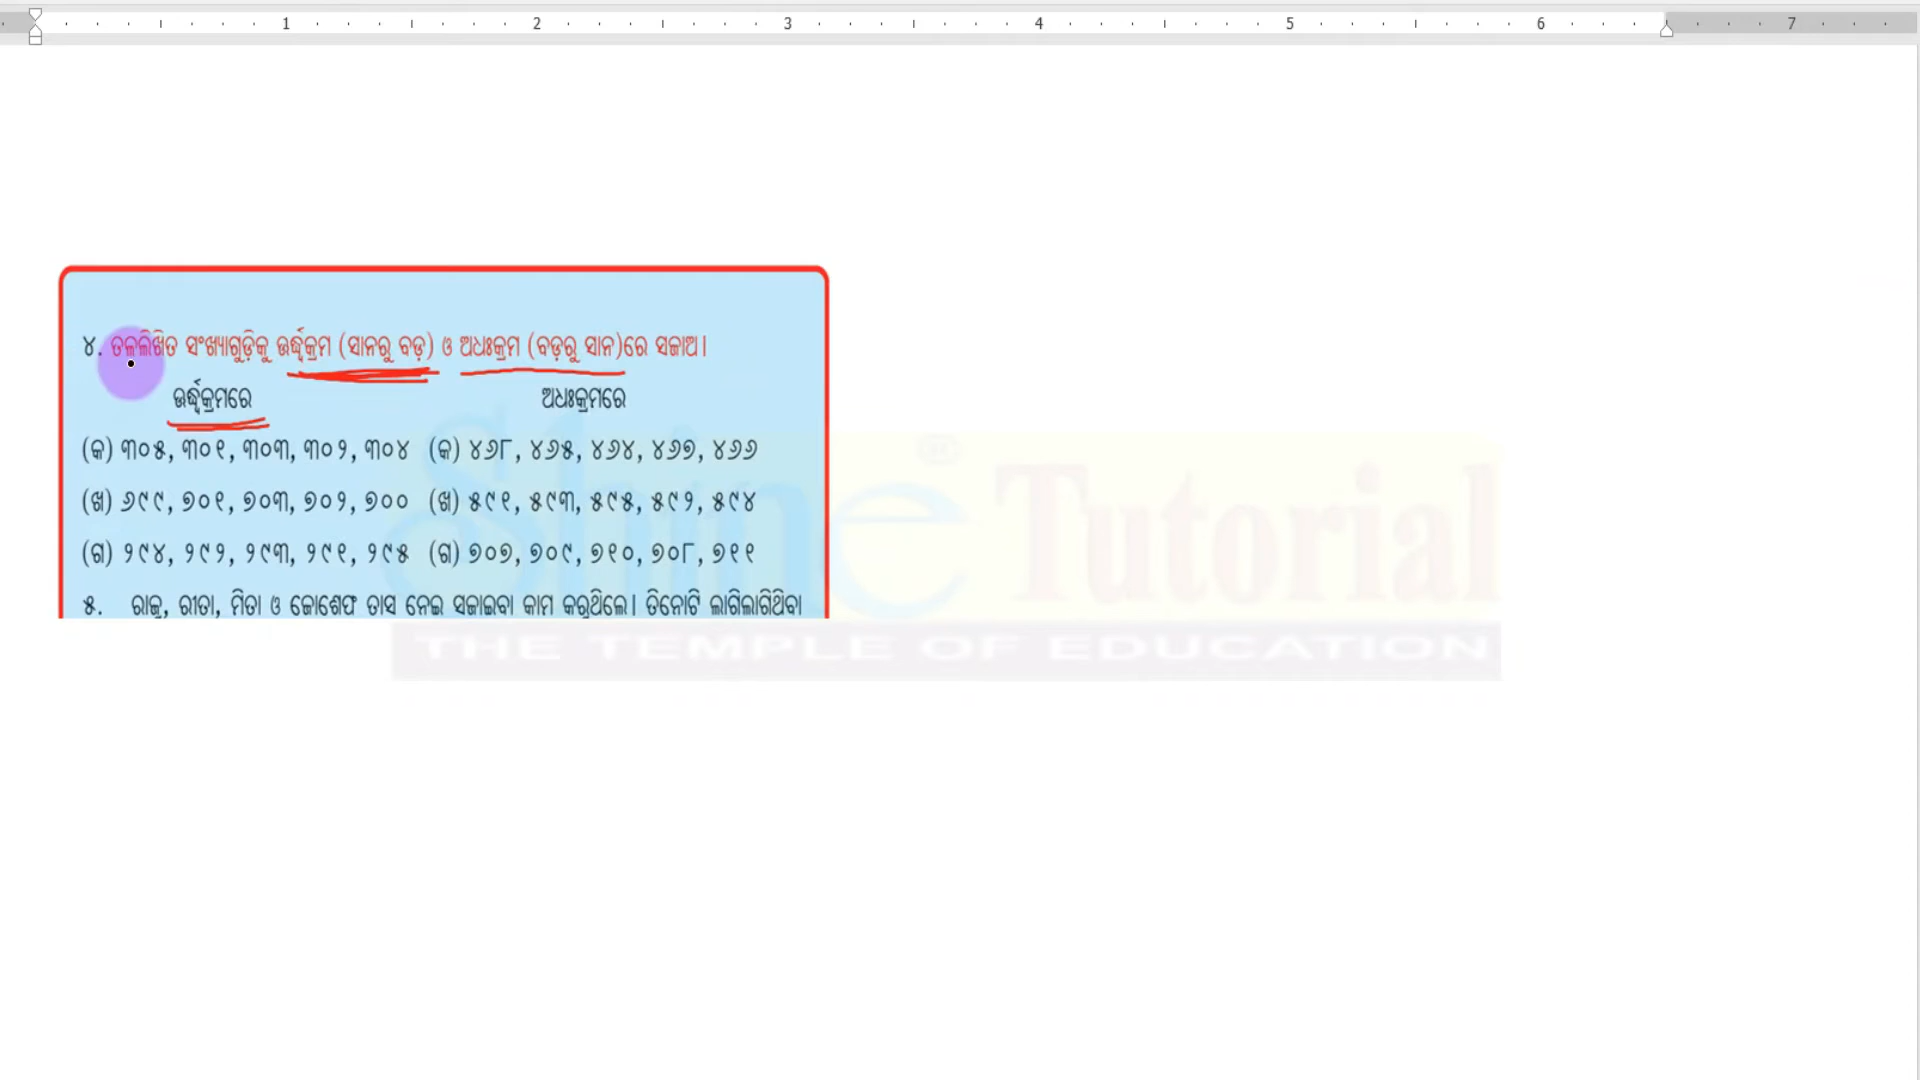 1 2 3 4 5 6 7
୪. ତଳଲିଖିତ ସଂଖ୍ୟାଗୁଡ଼ିକୁ ଊର୍ଦ୍ଧ୍ୱକ୍ରମ (ସାନରୁ ବଡ଼) ଓ ଅଧଃକ୍ରମ (ବଡ଼ରୁ ସାନ)ରେ ସଜାଅ।
ଊର୍ଦ୍ଧ୍ୱକ୍ରମରେ ଅଧଃକ୍ରମରେ
(କ) ୩୦୫, ୩୦୧, ୩୦୩, ୩୦୨, ୩୦୪ (କ) ୪୬୮, ୪୬୫, ୪୬୪, ୪୬୭, ୪୬୬
(ଖ) ୬୯୯, ୭୦୧, ୭୦୩, ୭୦୨, ୭୦୦ (ଖ) ୫୯୧, ୫୯୩, ୫୯୫, ୫୯୨, ୫୯୪
(ଗ) ୨୯୪, ୨୯୨, ୨୯୩, ୨୯୧, ୨୯୫ (ଗ) ୭୦୭, ୭୦୯, ୭୧୦, ୭୦୮, ୭୧୧
୫. ରାଜୁ, ରୀତା, ମିତା ଓ ଜୋଶେଫ ତାସ ନେଇ ସଜାଇବା କାମ କରୁଥିଲେ। ତିନୋଟି ଲାଗିଲାଗିଥିବା
Shine Tutorial
THE TEMPLE OF EDUCATION